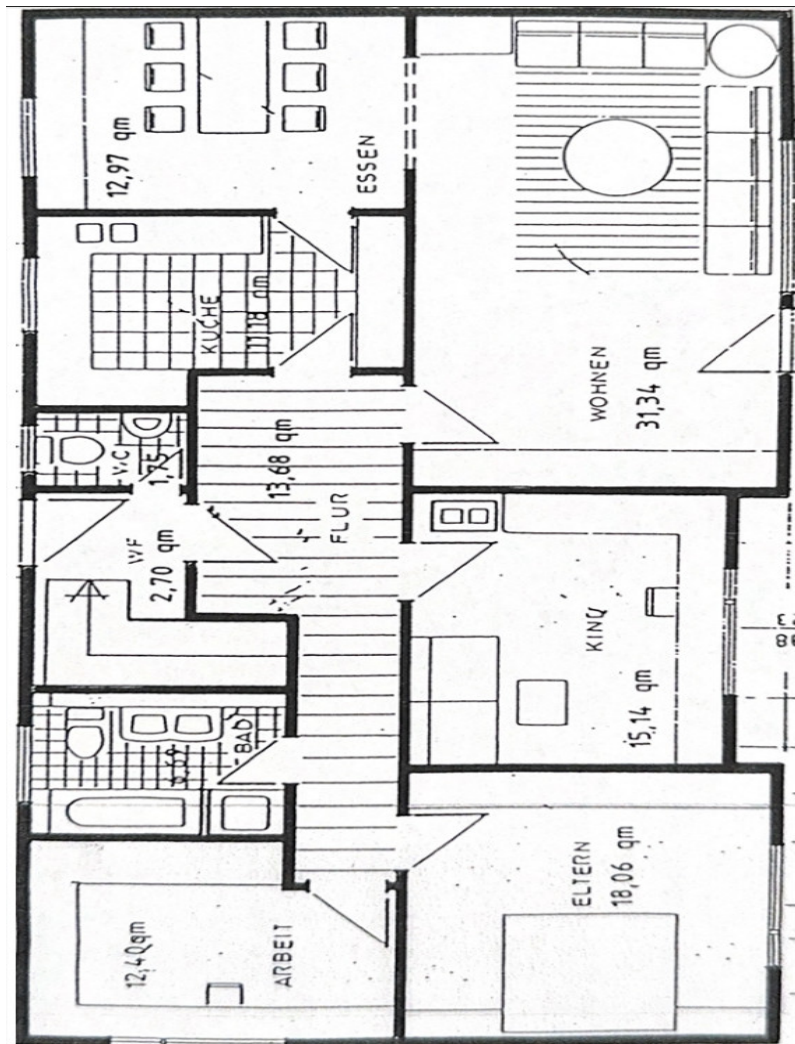 12,97 qm
ESSEN
KÜCHE
11,18 qm
WOHNEN
31,34 qm
WC
1,75
13,68 qm
FLUR
WF
2,70 qm
KIND
15,14 qm
BAD
ELTERN
18,06 qm
12,40qm
ARBEIT